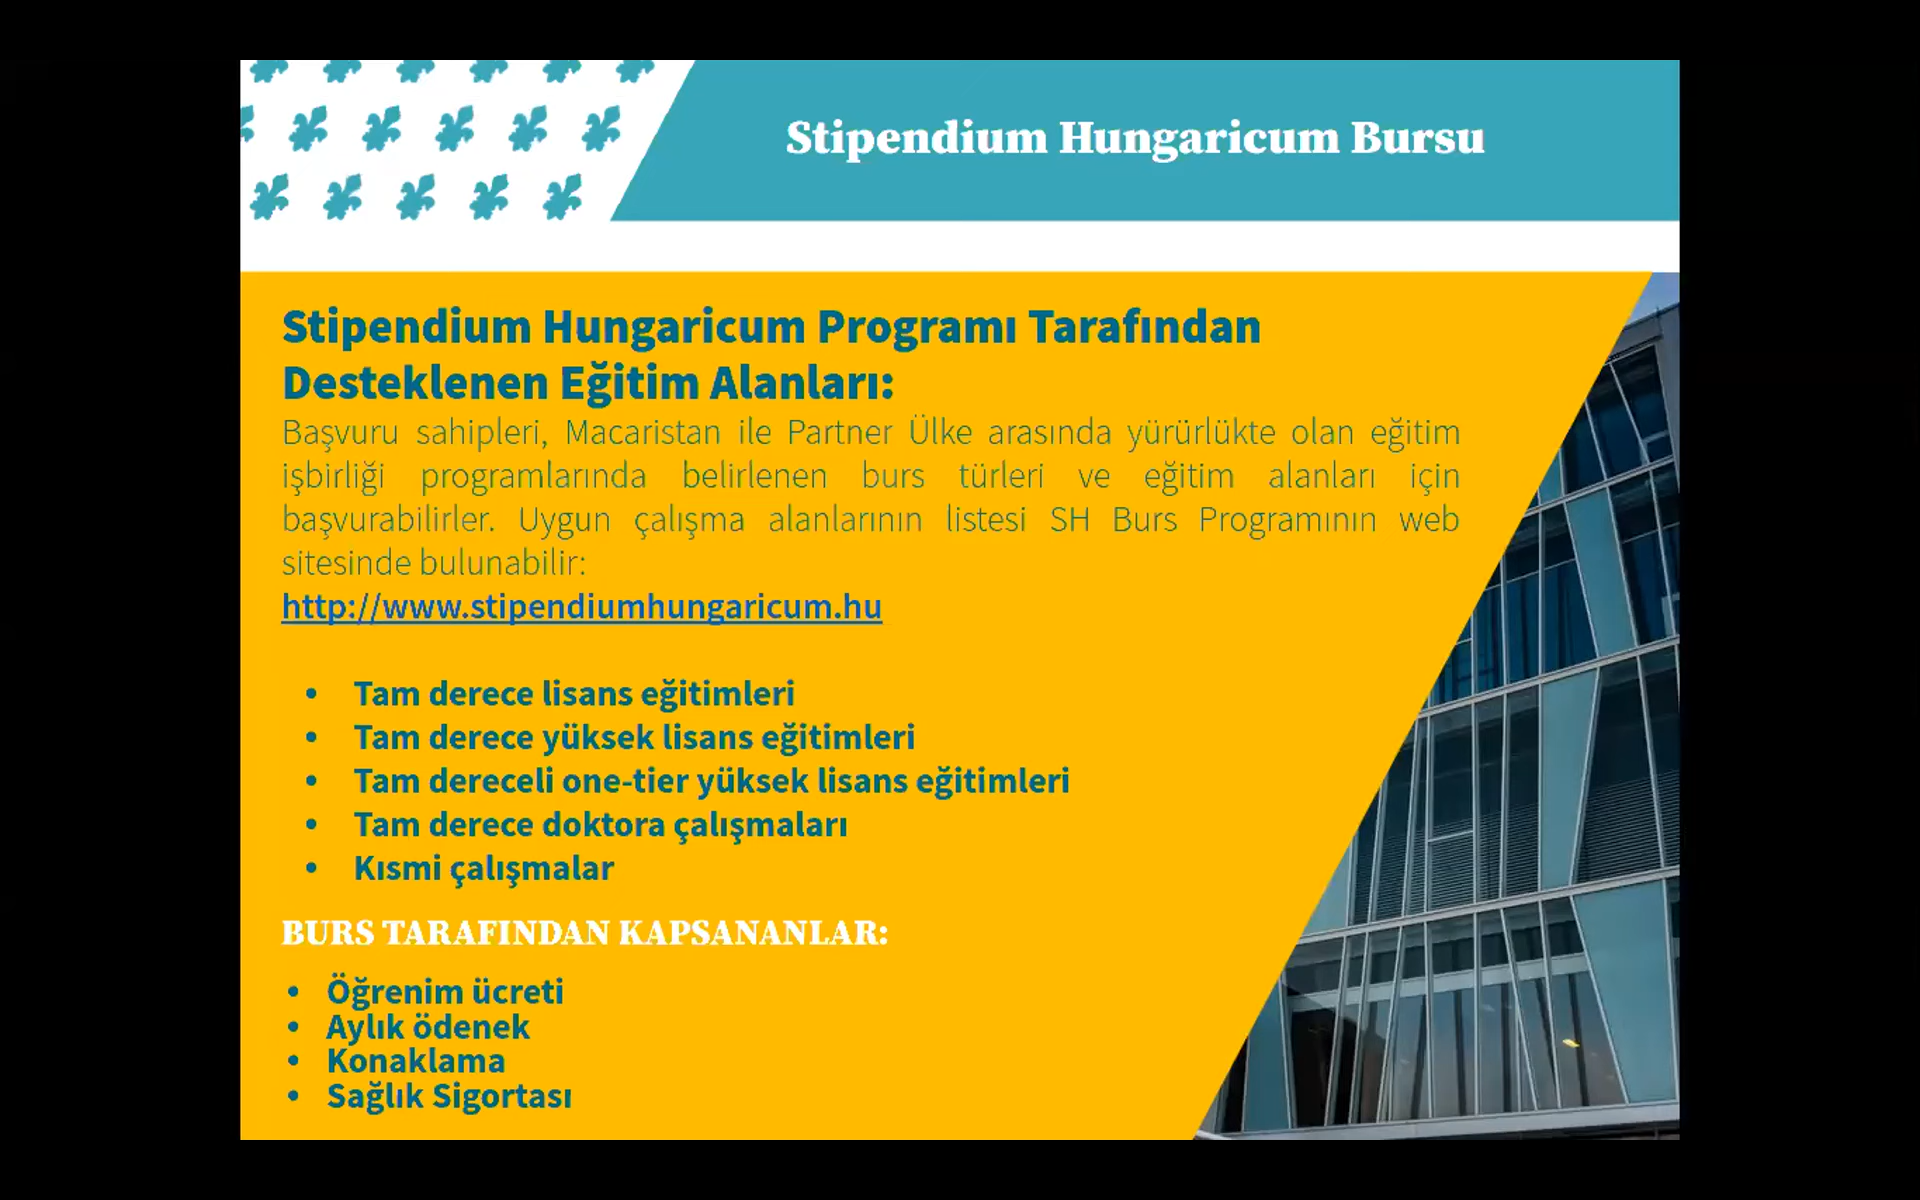 Stipendium Hungaricum Bursu
Stipendium Hungaricum Programı Tarafından
Desteklenen Eğitim Alanları:
Başvuru sahipleri, Macaristan ile Partner Ülke arasında yürürlükte olan eğitim
işbirliği programlarında belirlenen burs türleri ve eğitim alanları için
başvurabilirler. Uygun çalışma alanlarının listesi SH Burs Programının web
sitesinde bulunabilir:
http://www.stipendiumhungaricum.hu
• Tam derece lisans eğitimleri
• Tam derece yüksek lisans eğitimleri
• Tam dereceli one-tier yüksek lisans eğitimleri
• Tam derece doktora çalışmaları
• Kısmi çalışmalar
BURS TARAFINDAN KAPSANANLAR:
• Öğrenim ücreti
• Aylık ödenek
• Konaklama
• Sağlık Sigortası